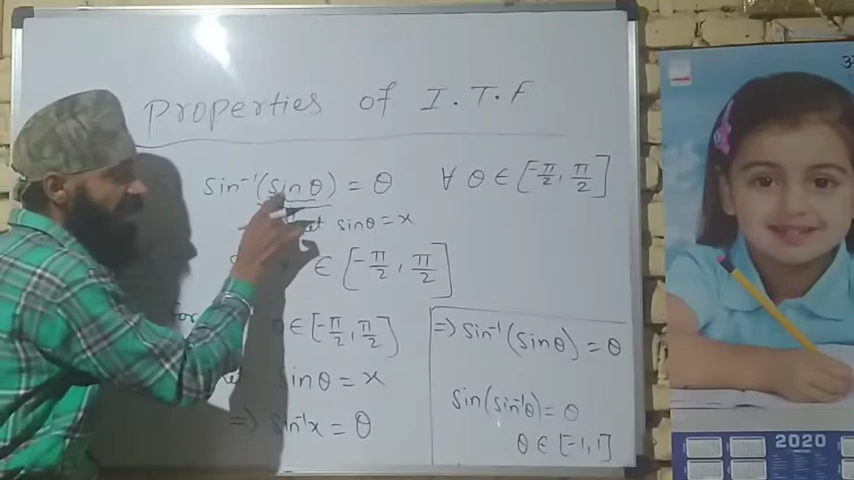 Properties of I.T.F
sin⁻¹(sin θ) = θ ∀ θ ∈ [-π/2, π/2]
sinθ = x
∈ [-π/2, π/2]
∈ [-π/2, π/2]
sinθ = x
⇒ sin⁻¹x = θ
⇒ sin⁻¹(sinθ) = θ
sin(sin⁻¹θ) = θ
θ ∈ [-1, 1]
2020